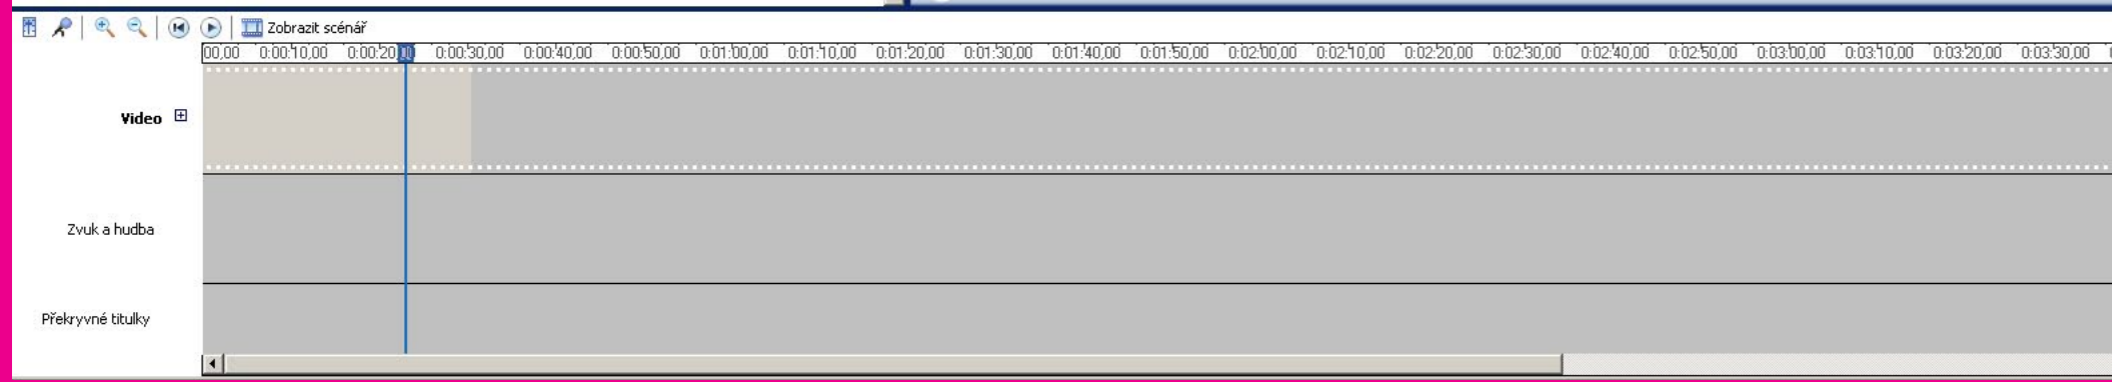 Zobrazit scénář
00,00 0:00:10,00 0:00:20 0:00:30,00 0:00:40,00 0:00:50,00 0:01:00,00 0:01:10,00 0:01:20,00 0:01:30,00 0:01:40,00 0:01:50,00 0:02:00,00 0:02:10,00 0:02:20,00 0:02:30,00 0:02:40,00 0:02:50,00 0:03:00,00 0:03:10,00 0:03:20,00 0:03:30,00
Video
Zvuk a hudba
Překryvné titulky